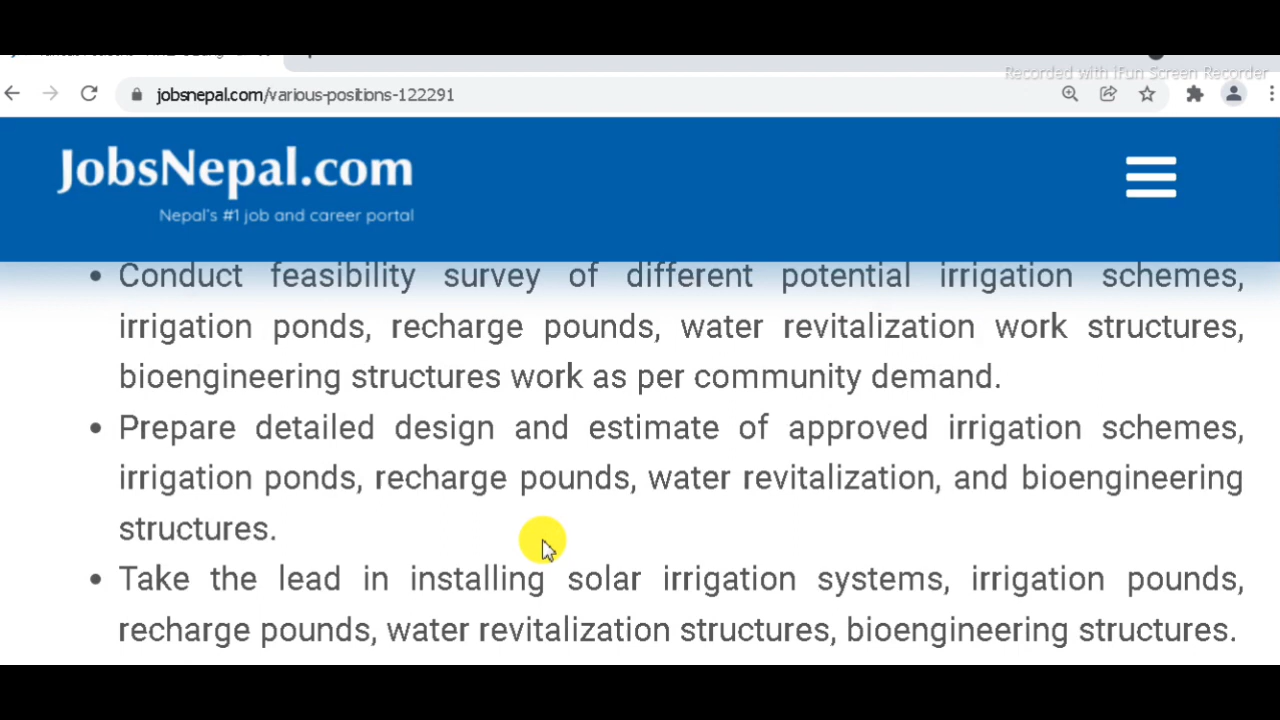 Recorded with iFun Screen Recorder
jobsnepal.com/various-positions-122291
JobsNepal.com
Nepal's #1 job and career portal
• Conduct feasibility survey of different potential irrigation schemes,
irrigation ponds, recharge pounds, water revitalization work structures,
bioengineering structures work as per community demand.
• Prepare detailed design and estimate of approved irrigation schemes,
irrigation ponds, recharge pounds, water revitalization, and bioengineering
structures.
• Take the lead in installing solar irrigation systems, irrigation pounds,
recharge pounds, water revitalization structures, bioengineering structures.